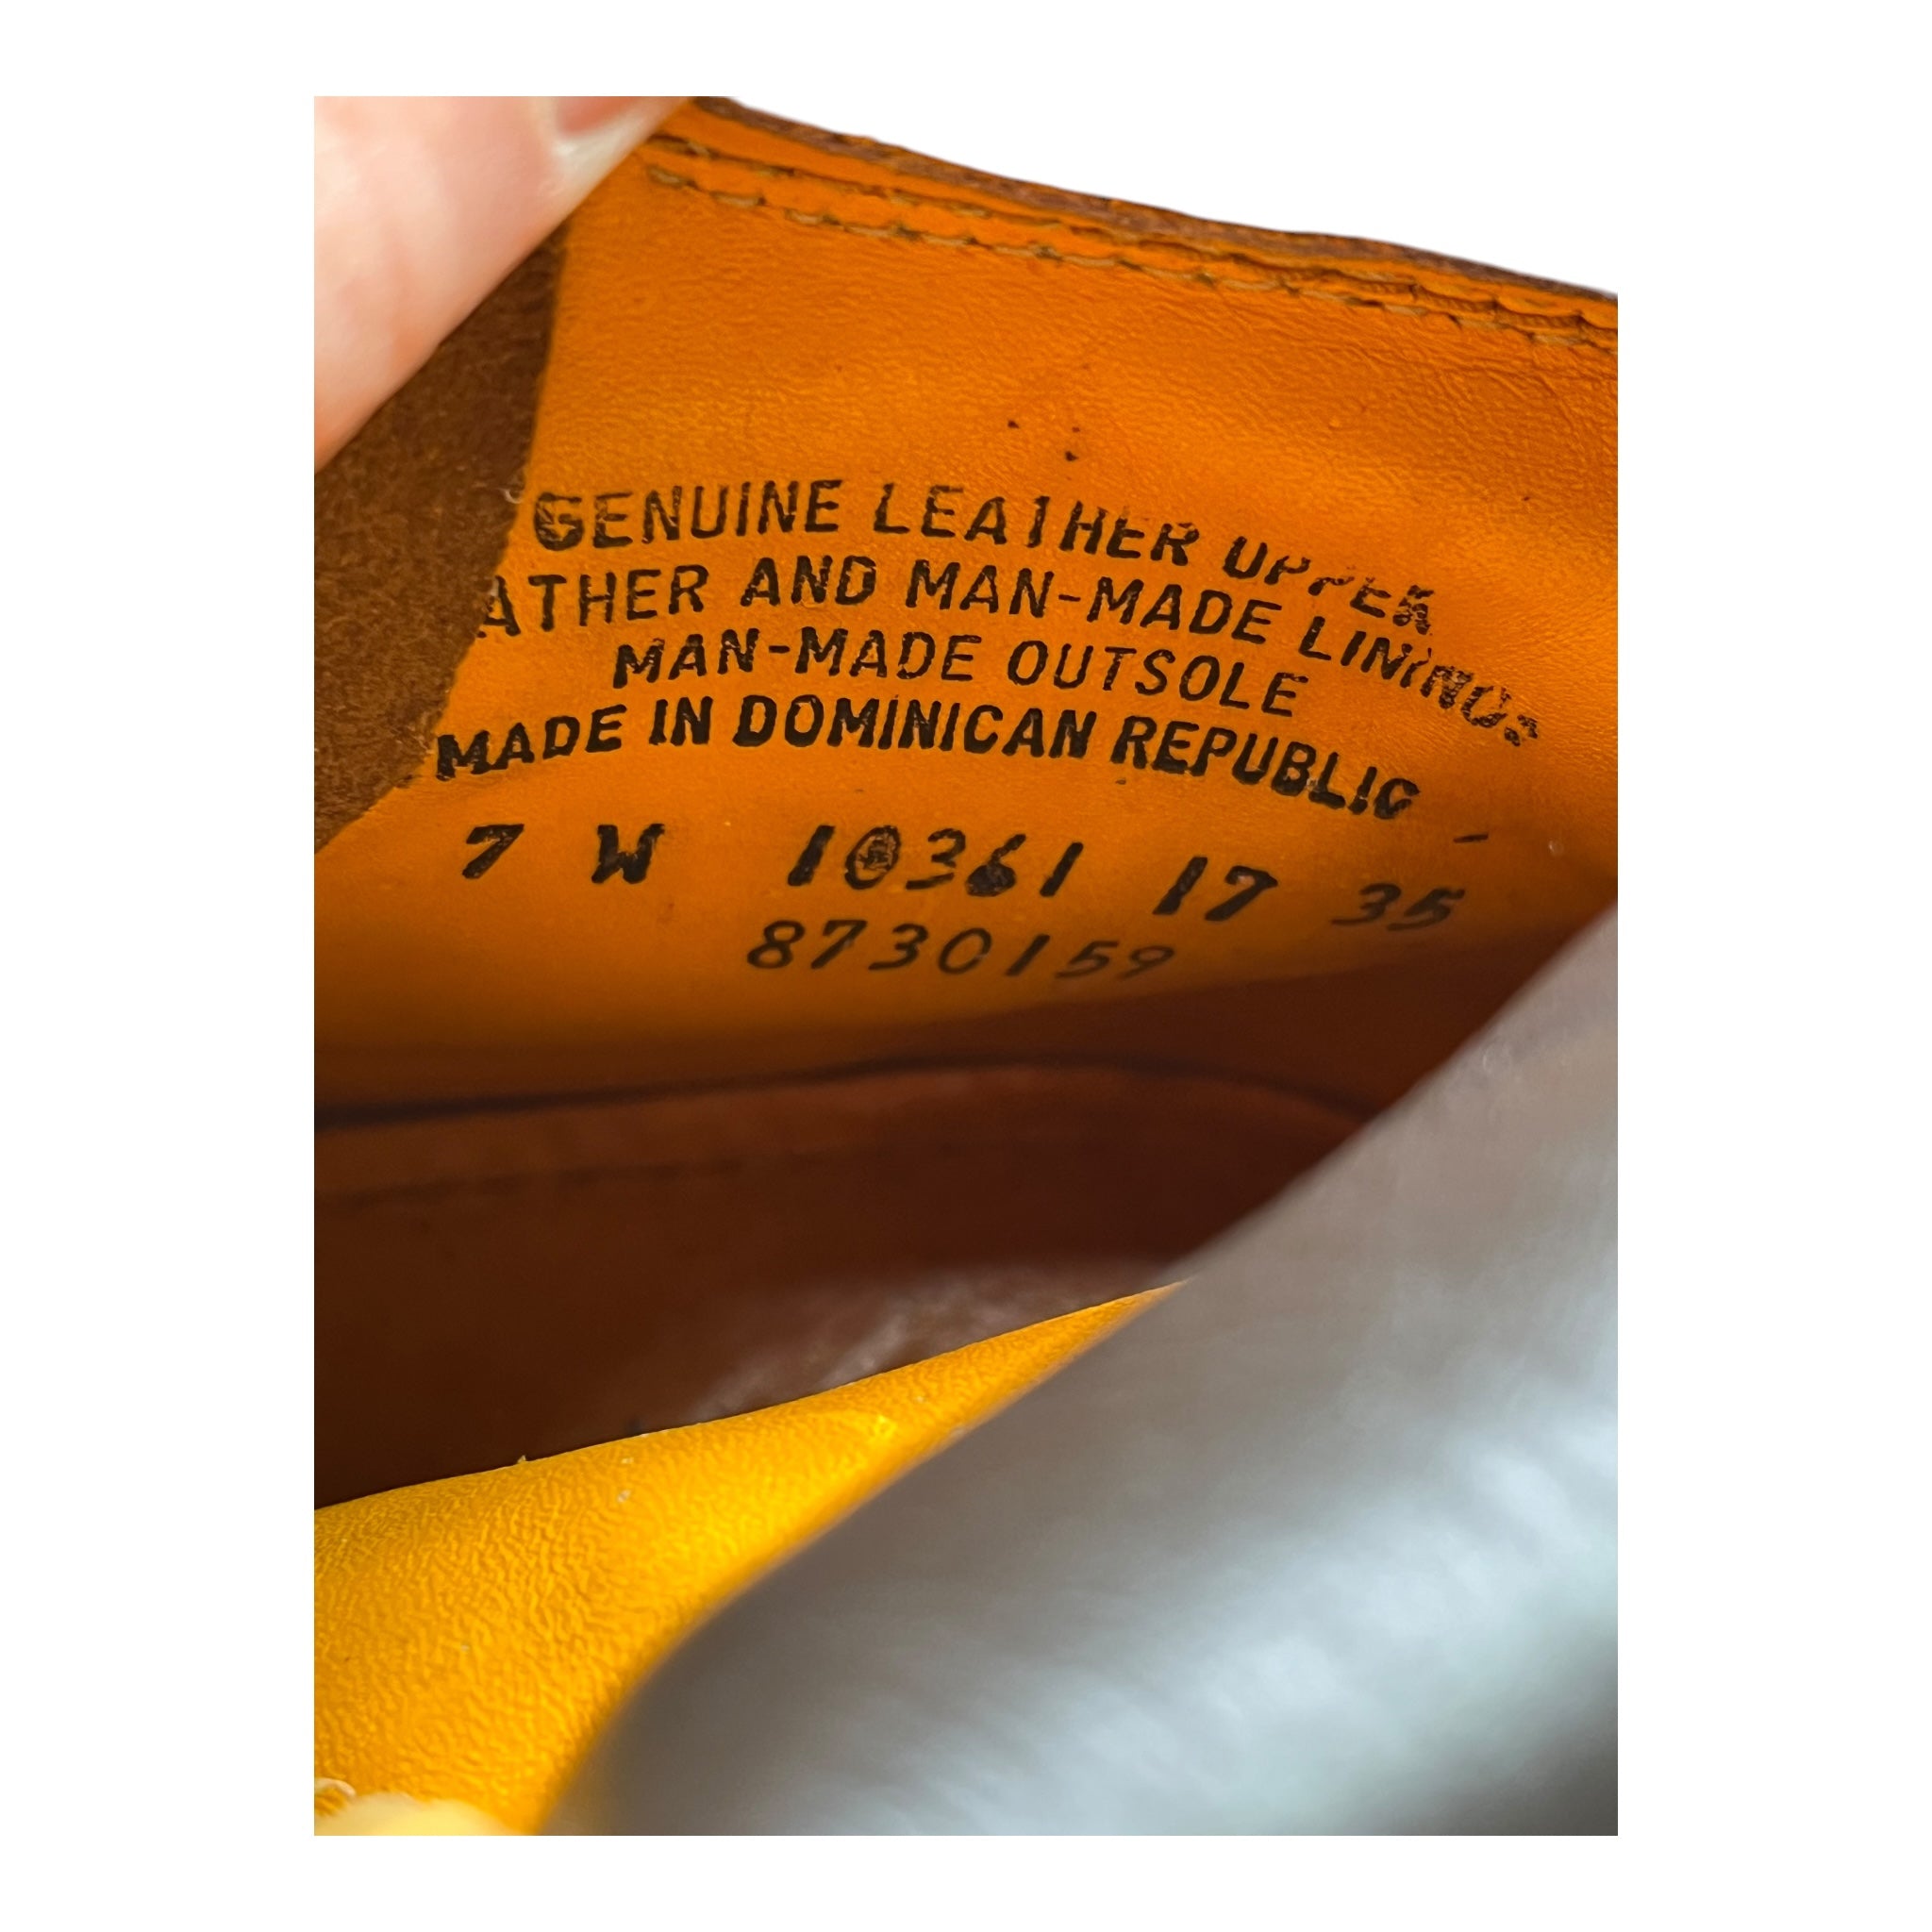 GENUINE LEATHER UPPER
ATHER AND MAN-MADE LININGS
MAN-MADE OUTSOLE
MADE IN DOMINICAN REPUBLIC
7 W 10361 17 35
8730159